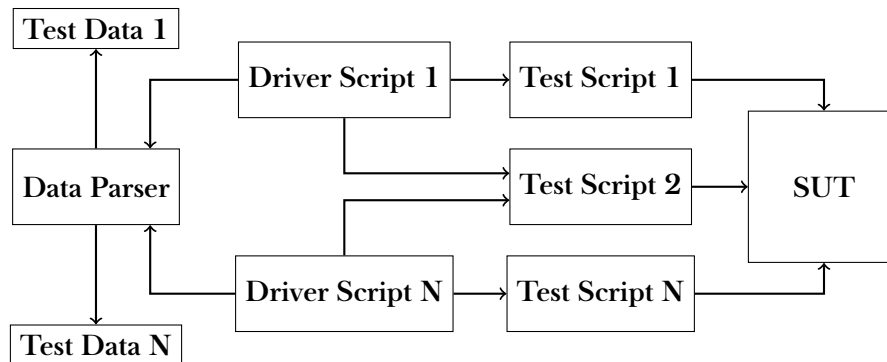 Test Data 1
Driver Script 1
Test Script 1
Data Parser
Test Script 2
SUT
Driver Script N
Test Script N
Test Data N